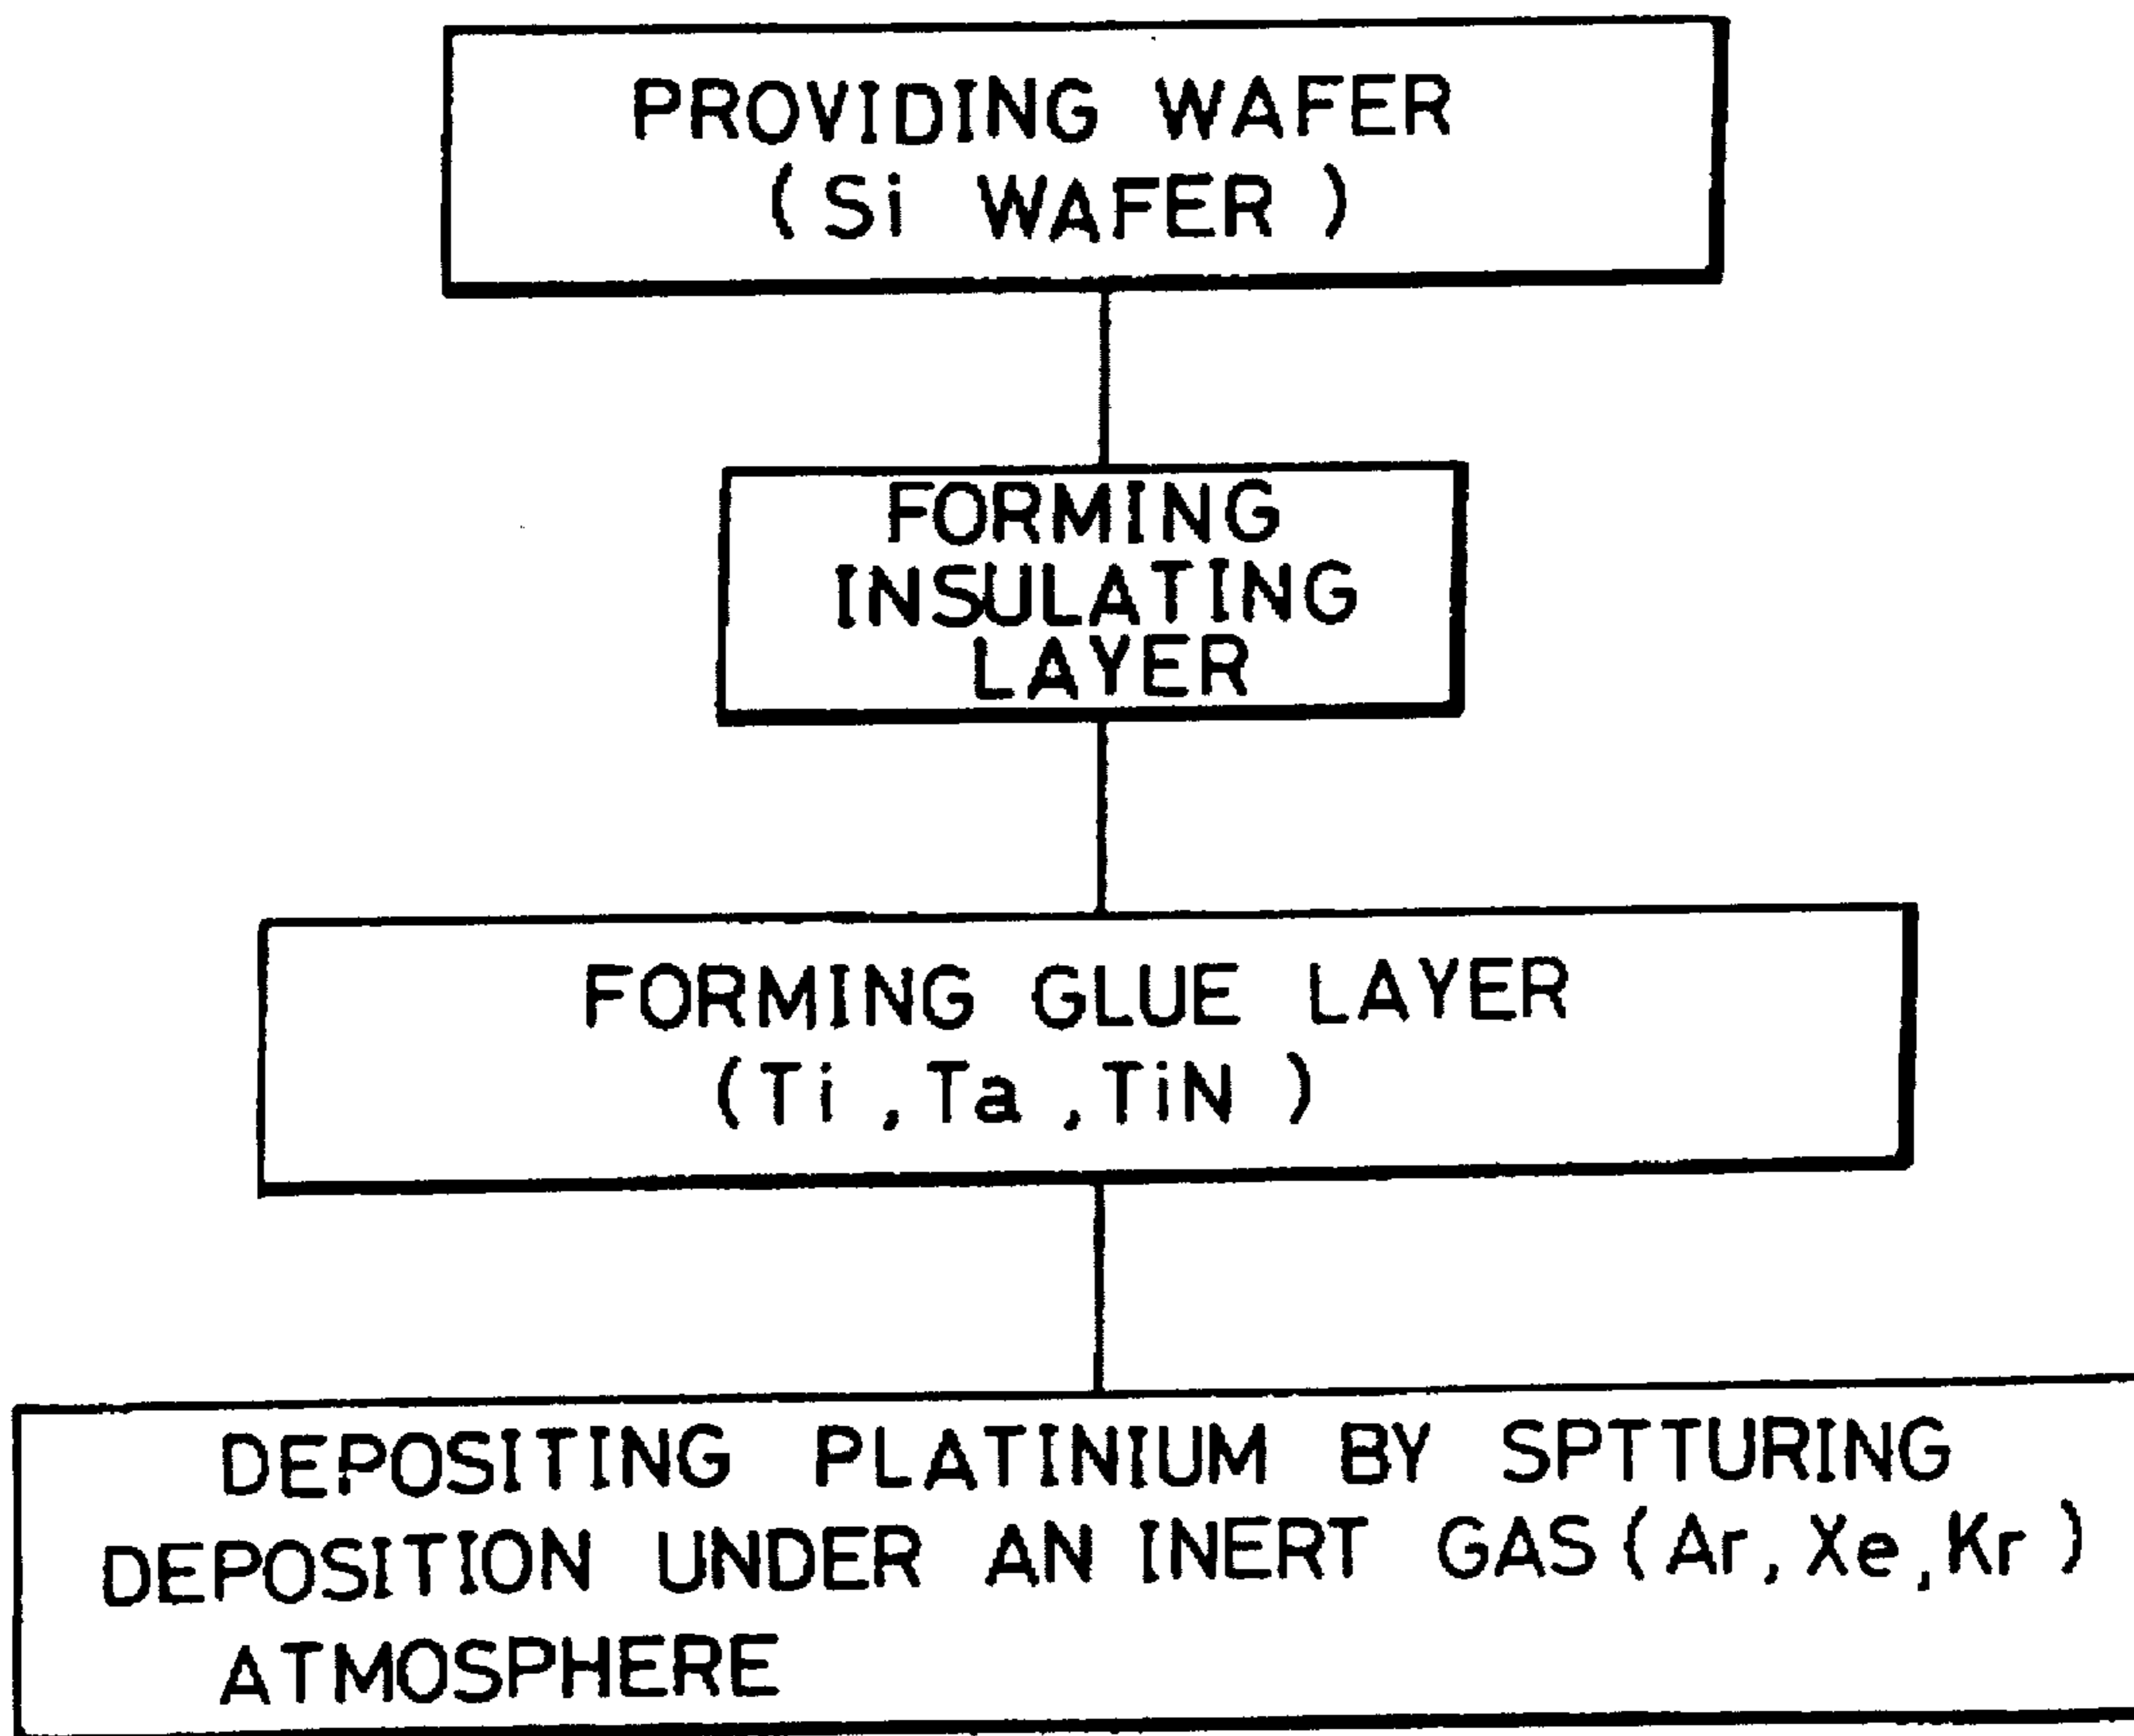 PROVIDING WAFER
( Si WAFER )
FORMING
INSULATING
LAYER
FORMING GLUE LAYER
( Ti , Ta , TiN )
DEPOSITING PLATINIUM BY SPTTURING
DEPOSITION UNDER AN INERT GAS ( Ar, Xe, Kr )
ATMOSPHERE